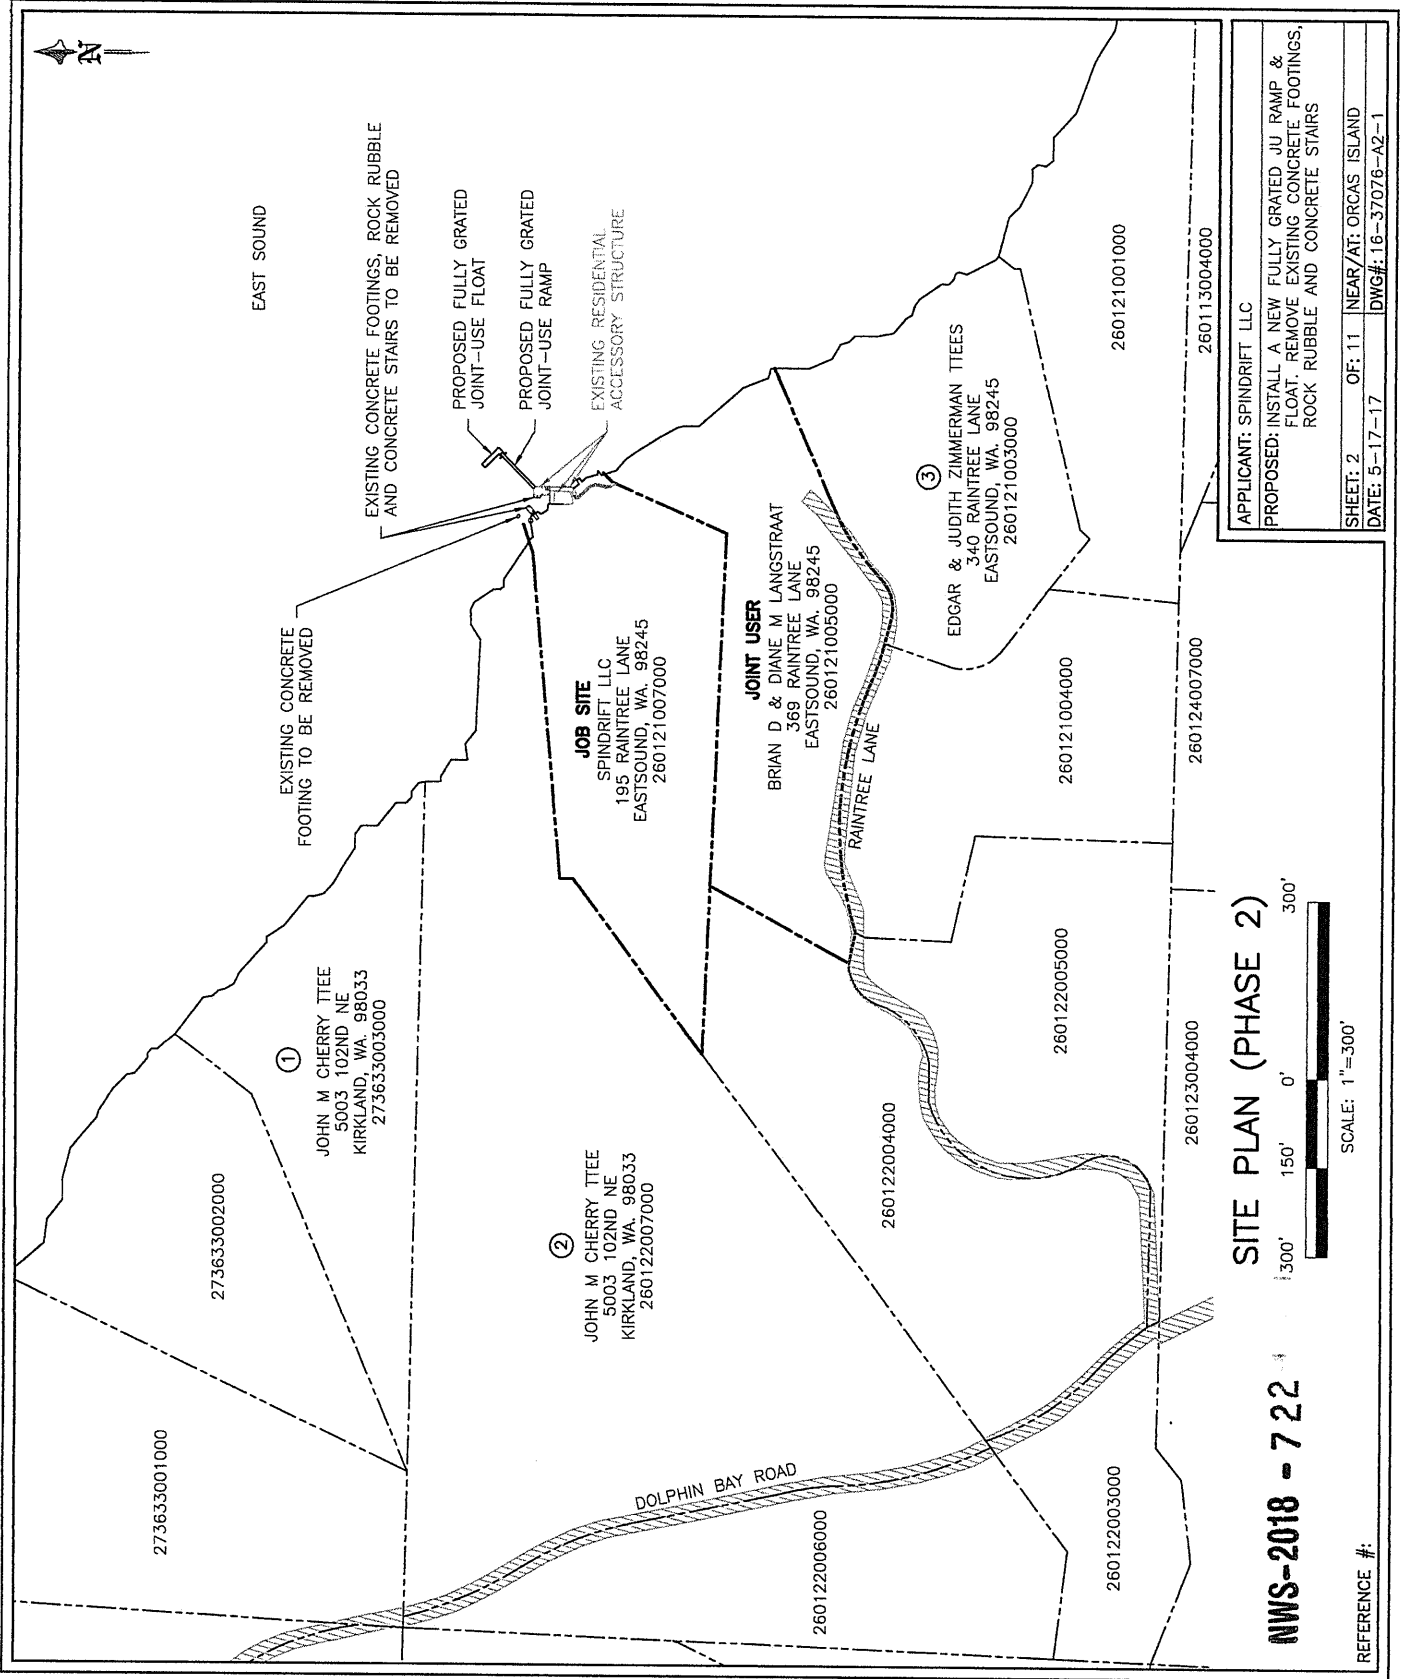 N
EAST SOUND
EXISTING CONCRETE FOOTINGS, ROCK RUBBLE
AND CONCRETE STAIRS TO BE REMOVED
PROPOSED FULLY GRATED
JOINT-USE FLOAT
PROPOSED FULLY GRATED
JOINT-USE RAMP
EXISTING RESIDENTIAL
ACCESSORY STRUCTURE
EXISTING CONCRETE
FOOTING TO BE REMOVED
JOB SITE
SPINDRIFT LLC
195 RAINTREE LANE
EASTSOUND, WA. 98245
260121007000
JOINT USER
BRIAN D & DIANE M LANGSTRAAT
369 RAINTREE LANE
EASTSOUND, WA. 98245
260121005000
3
EDGAR & JUDITH ZIMMERMAN TTEES
340 RAINTREE LANE
EASTSOUND, WA. 98245
260121003000
260121001000
260113004000
1
JOHN M CHERRY TTEE
5003 102ND NE
KIRKLAND, WA. 98033
273633003000
2
JOHN M CHERRY TTEE
5003 102ND NE
KIRKLAND, WA. 98033
260122007000
273633002000
273633001000
RAINTREE LANE
260121004000
260124007000
260122005000
260123004000
260122004000
DOLPHIN BAY ROAD
260122006000
260122003000
SITE PLAN (PHASE 2)
300' 150' 0' 300'
SCALE: 1"=300'
NWS-2018-722
REFERENCE #:
APPLICANT: SPINDRIFT LLC
PROPOSED: INSTALL A NEW FULLY GRATED JU RAMP &
FLOAT. REMOVE EXISTING CONCRETE FOOTINGS,
ROCK RUBBLE AND CONCRETE STAIRS
SHEET: 2 OF: 11 NEAR/AT: ORCAS ISLAND
DATE: 5-17-17 DWG#: 16-37076-A2-1